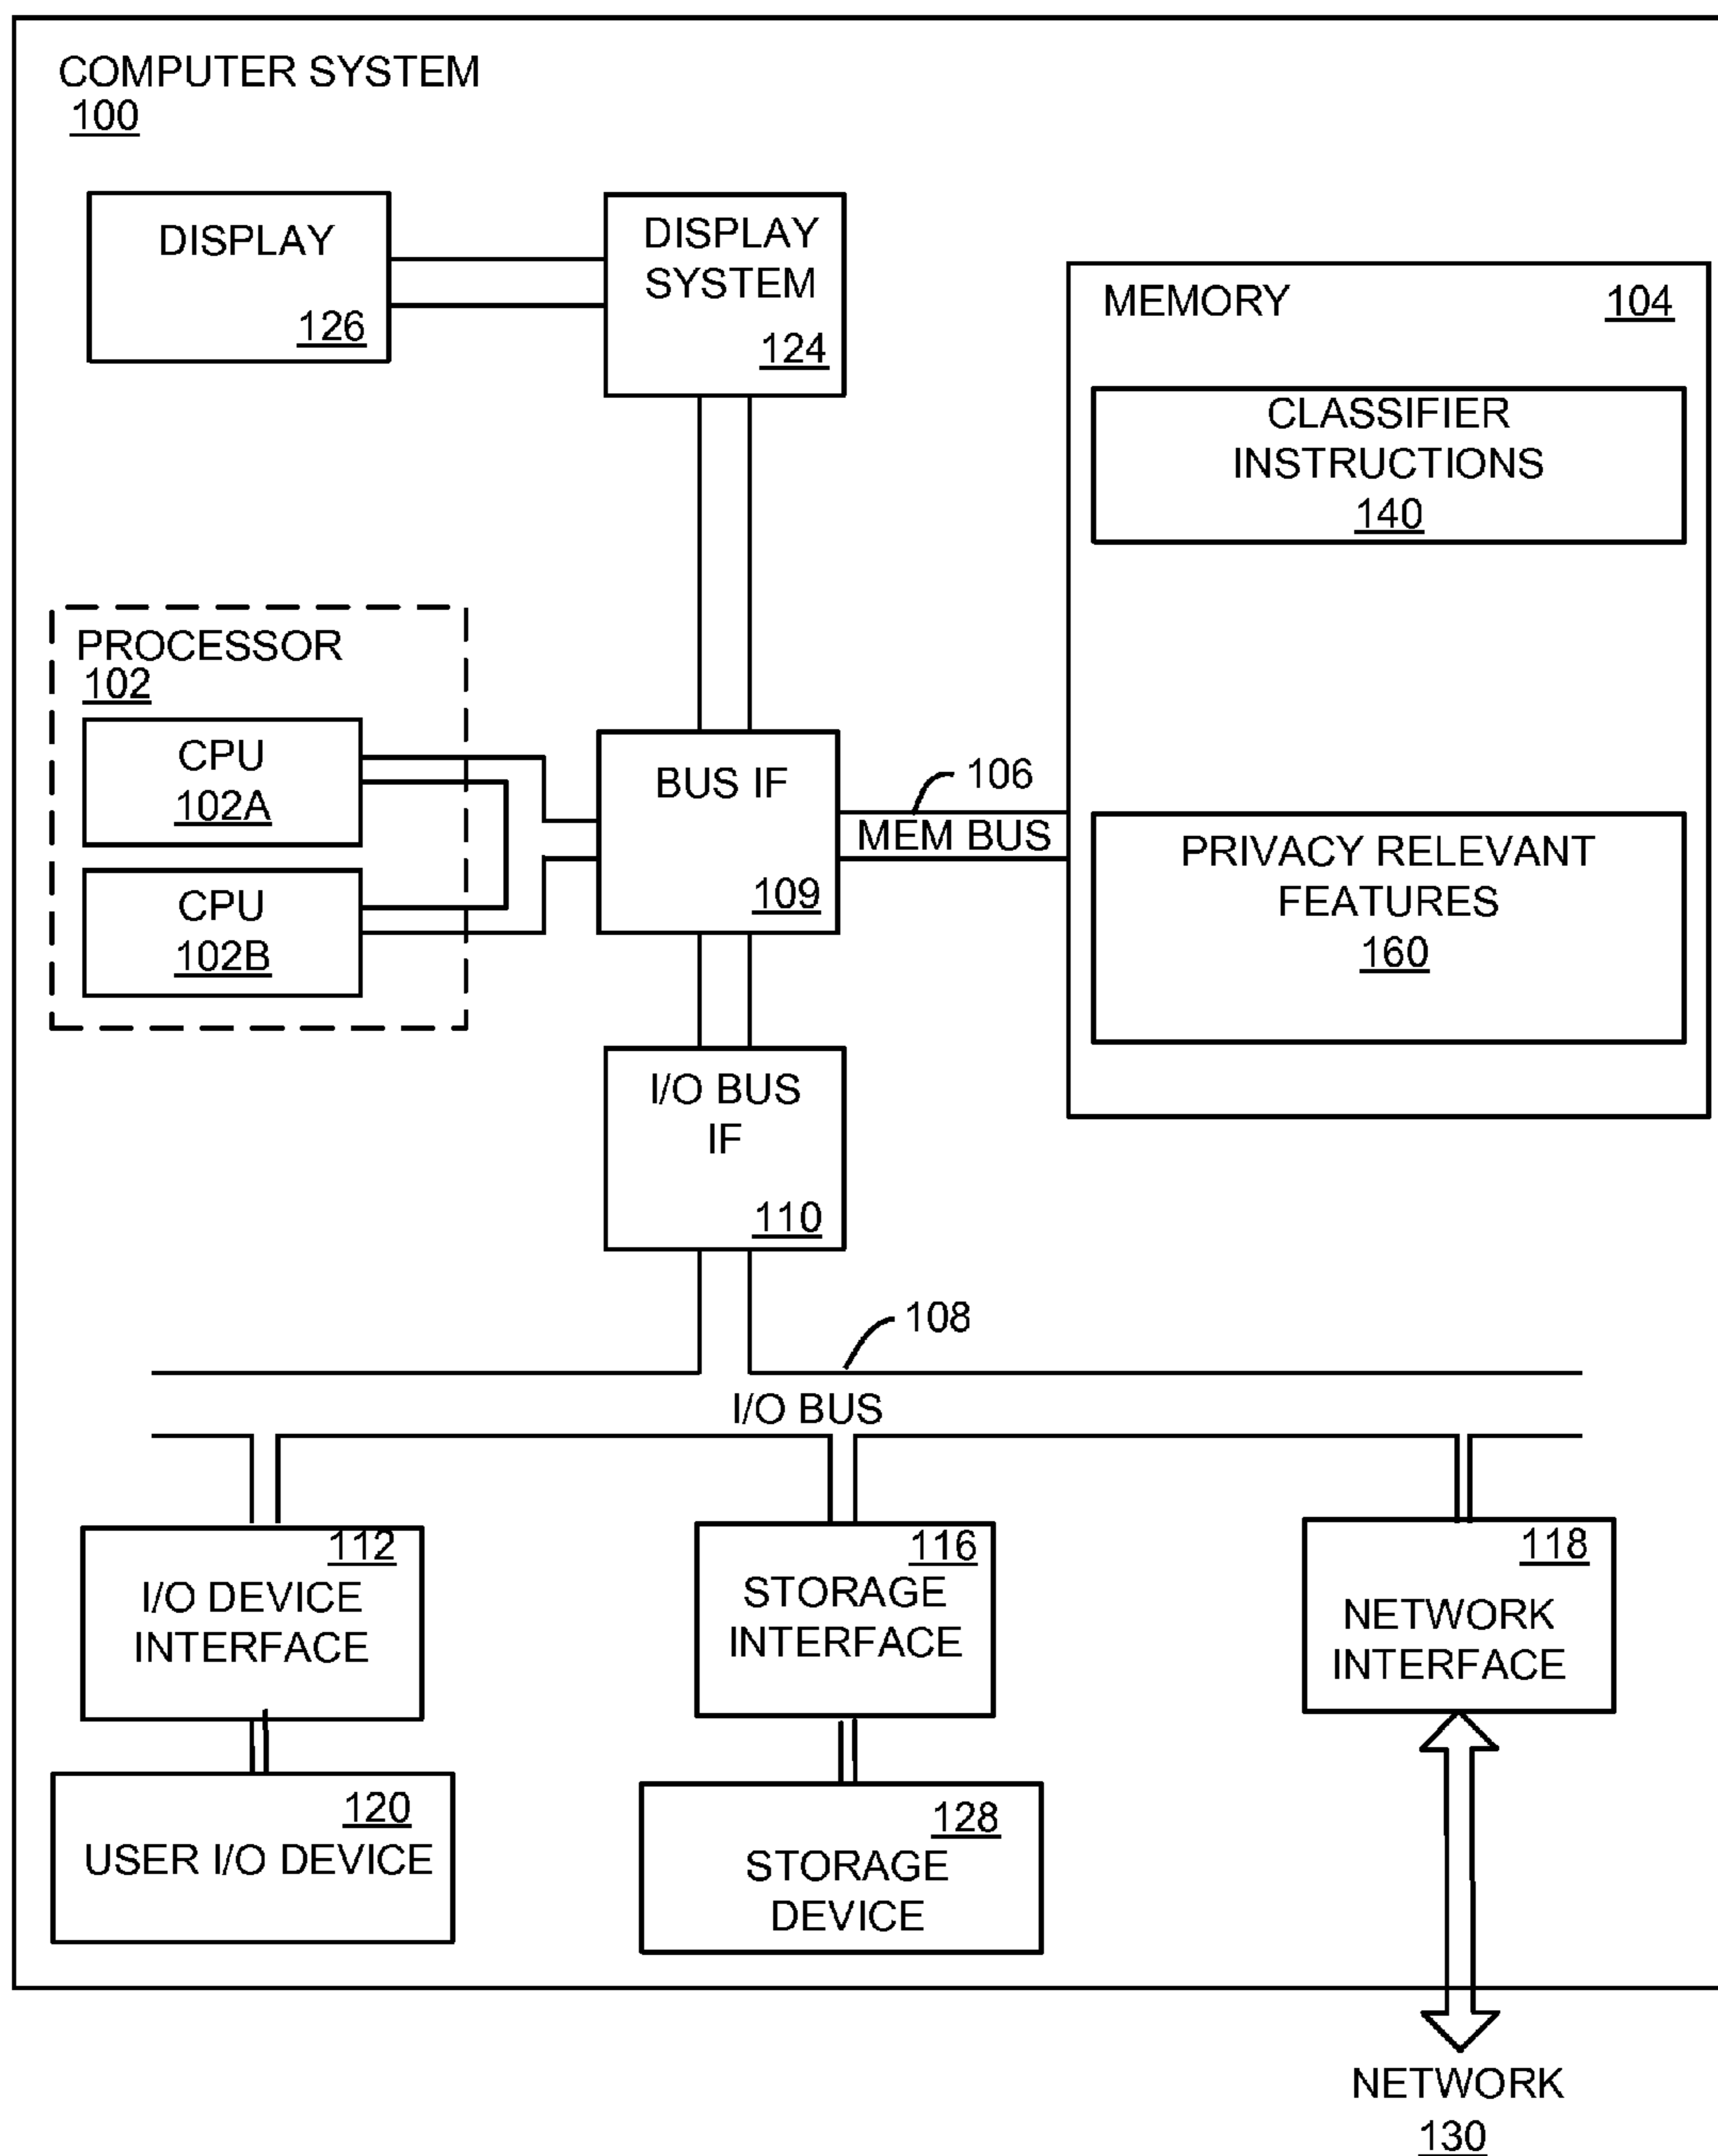 COMPUTER SYSTEM
100
DISPLAY
126
DISPLAY
SYSTEM
124
MEMORY
104
CLASSIFIER
INSTRUCTIONS
140
PROCESSOR
102
CPU
102A
CPU
102B
BUS IF
109
106
MEM BUS
PRIVACY RELEVANT
FEATURES
160
I/O BUS
IF
110
108
I/O BUS
112
I/O DEVICE
INTERFACE
116
STORAGE
INTERFACE
118
NETWORK
INTERFACE
120
USER I/O DEVICE
128
STORAGE
DEVICE
NETWORK
130